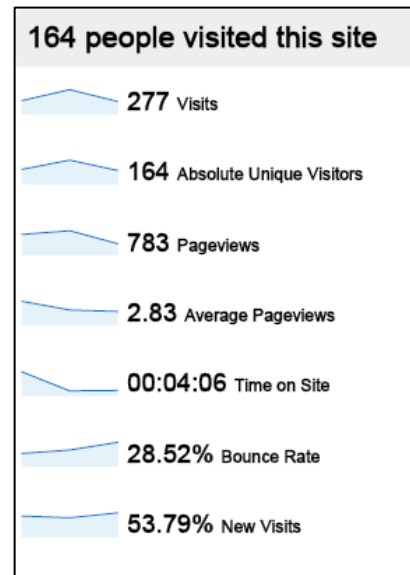 164 people visited this site
277 Visits
164 Absolute Unique Visitors
783 Pageviews
2.83 Average Pageviews
00:04:06 Time on Site
28.52% Bounce Rate
53.79% New Visits